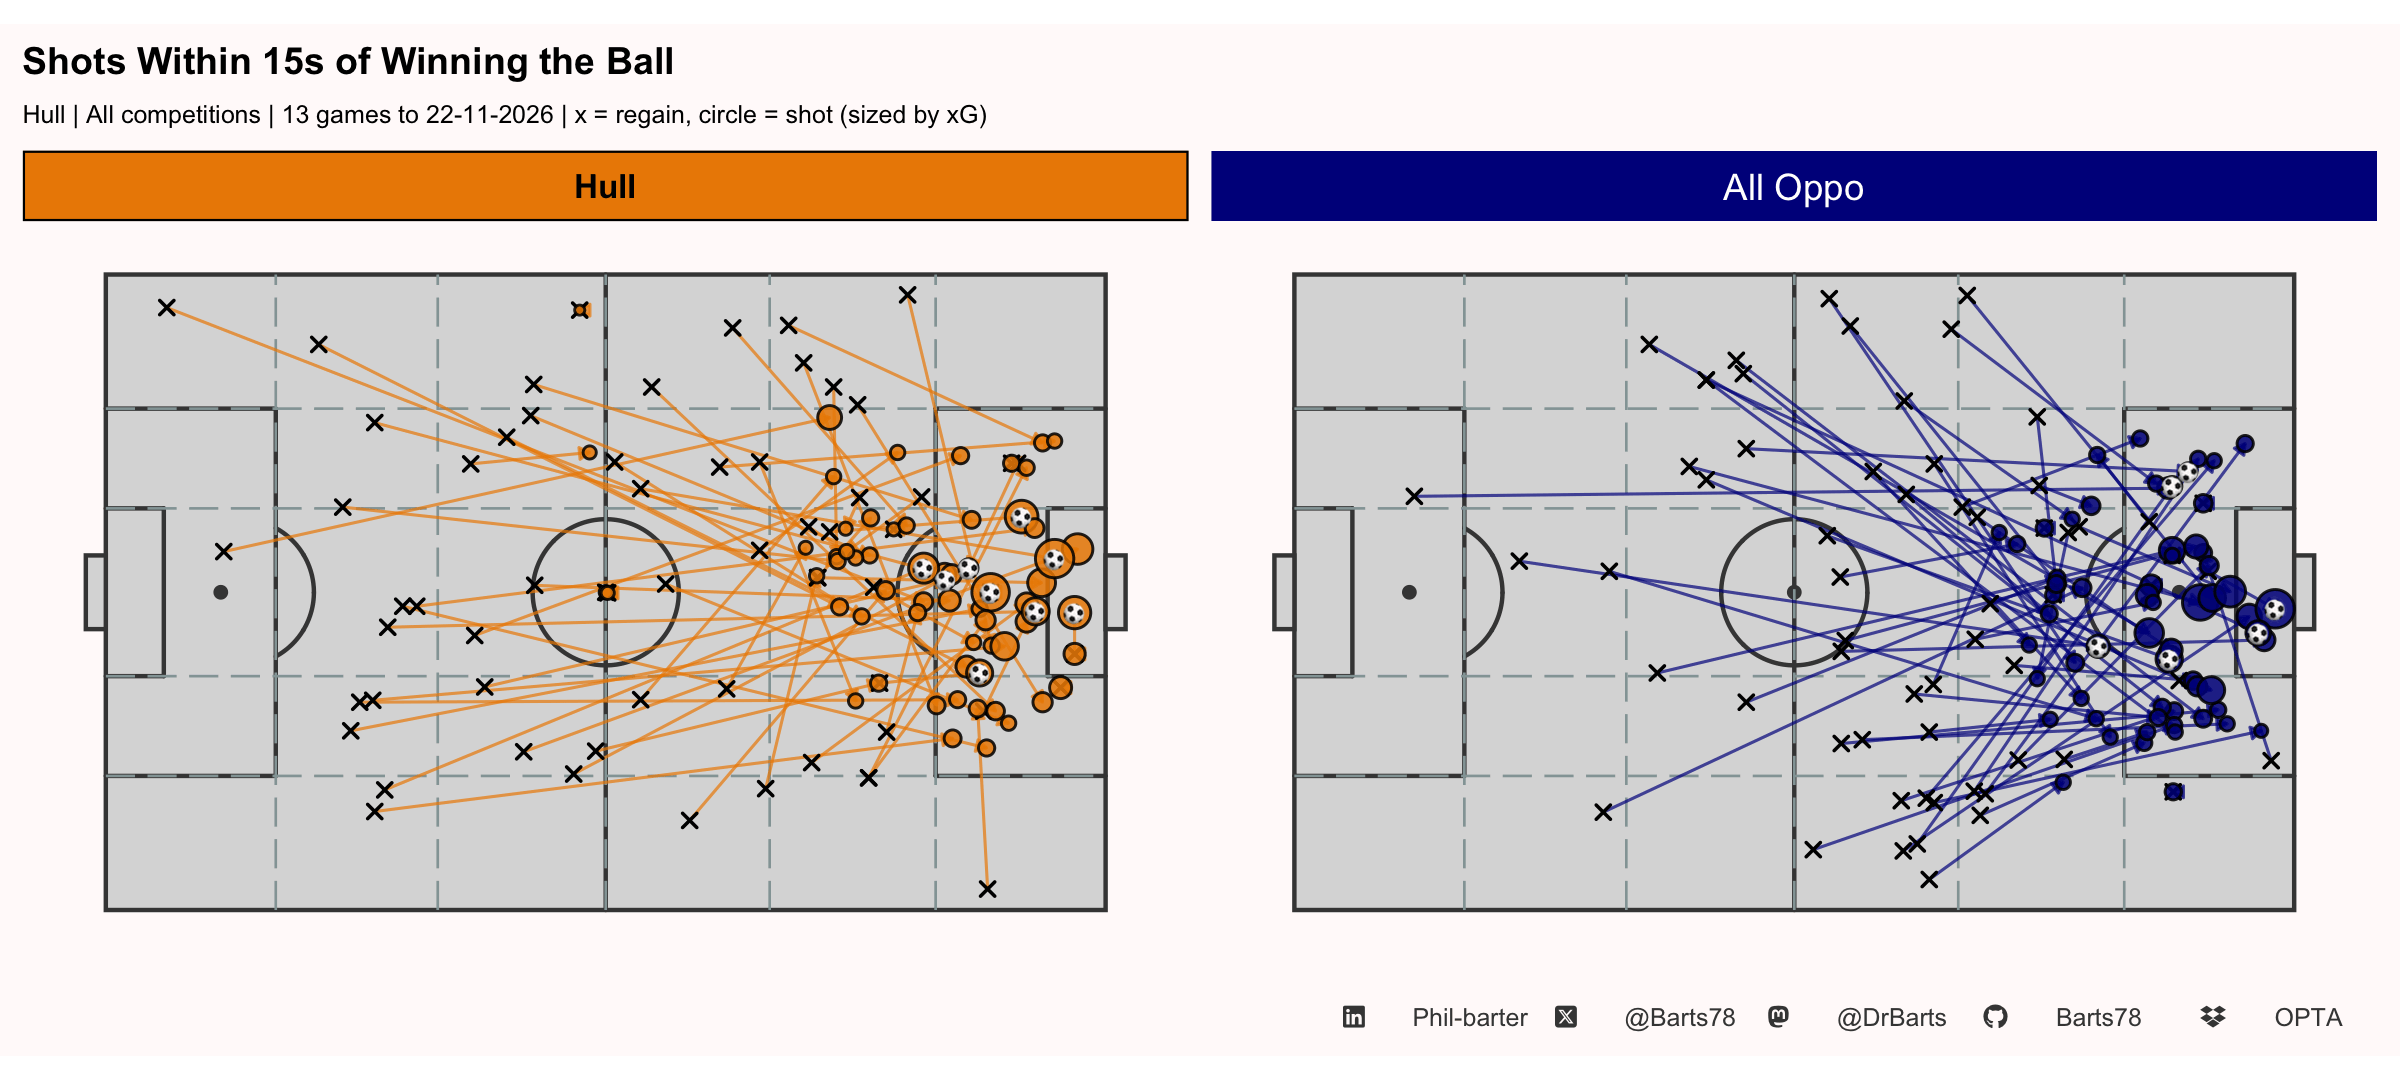 Shots Within 15s of Winning the Ball
Hull | All competitions | 13 games to 22-11-2026 | x = regain, circle = shot (sized by xG)
Hull
All Oppo
Phil-barter @Barts78 @DrBarts Barts78 OPTA